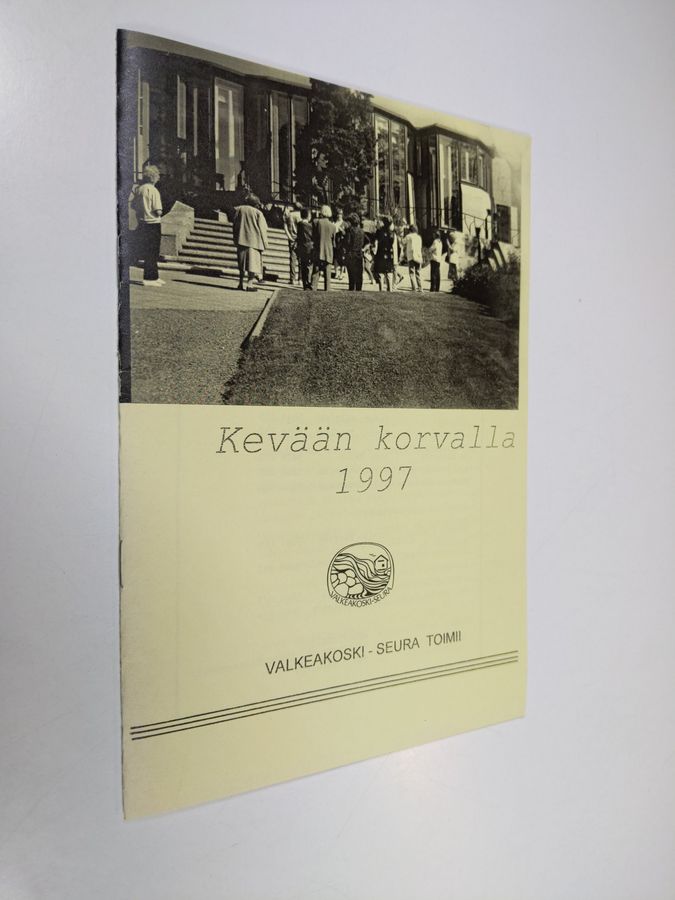 Kevään korvalla
1997
VALKEAKOSKI-SEURA
VALKEAKOSKI - SEURA TOIMII